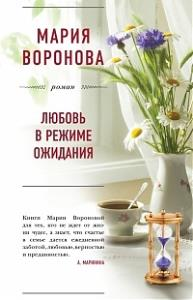 МАРИЯ
ВОРОНОВА
роман
ЛЮБОВЬ
В РЕЖИМЕ
ОЖИДАНИЯ
Книги Марии Вороновой
для тех, кто не ждет от жиз-
ни чудес, а знает, что счастье
в семье дается ежедневной
заботой, любовью, верностью
и преданностью.
А. МАРИНИНА